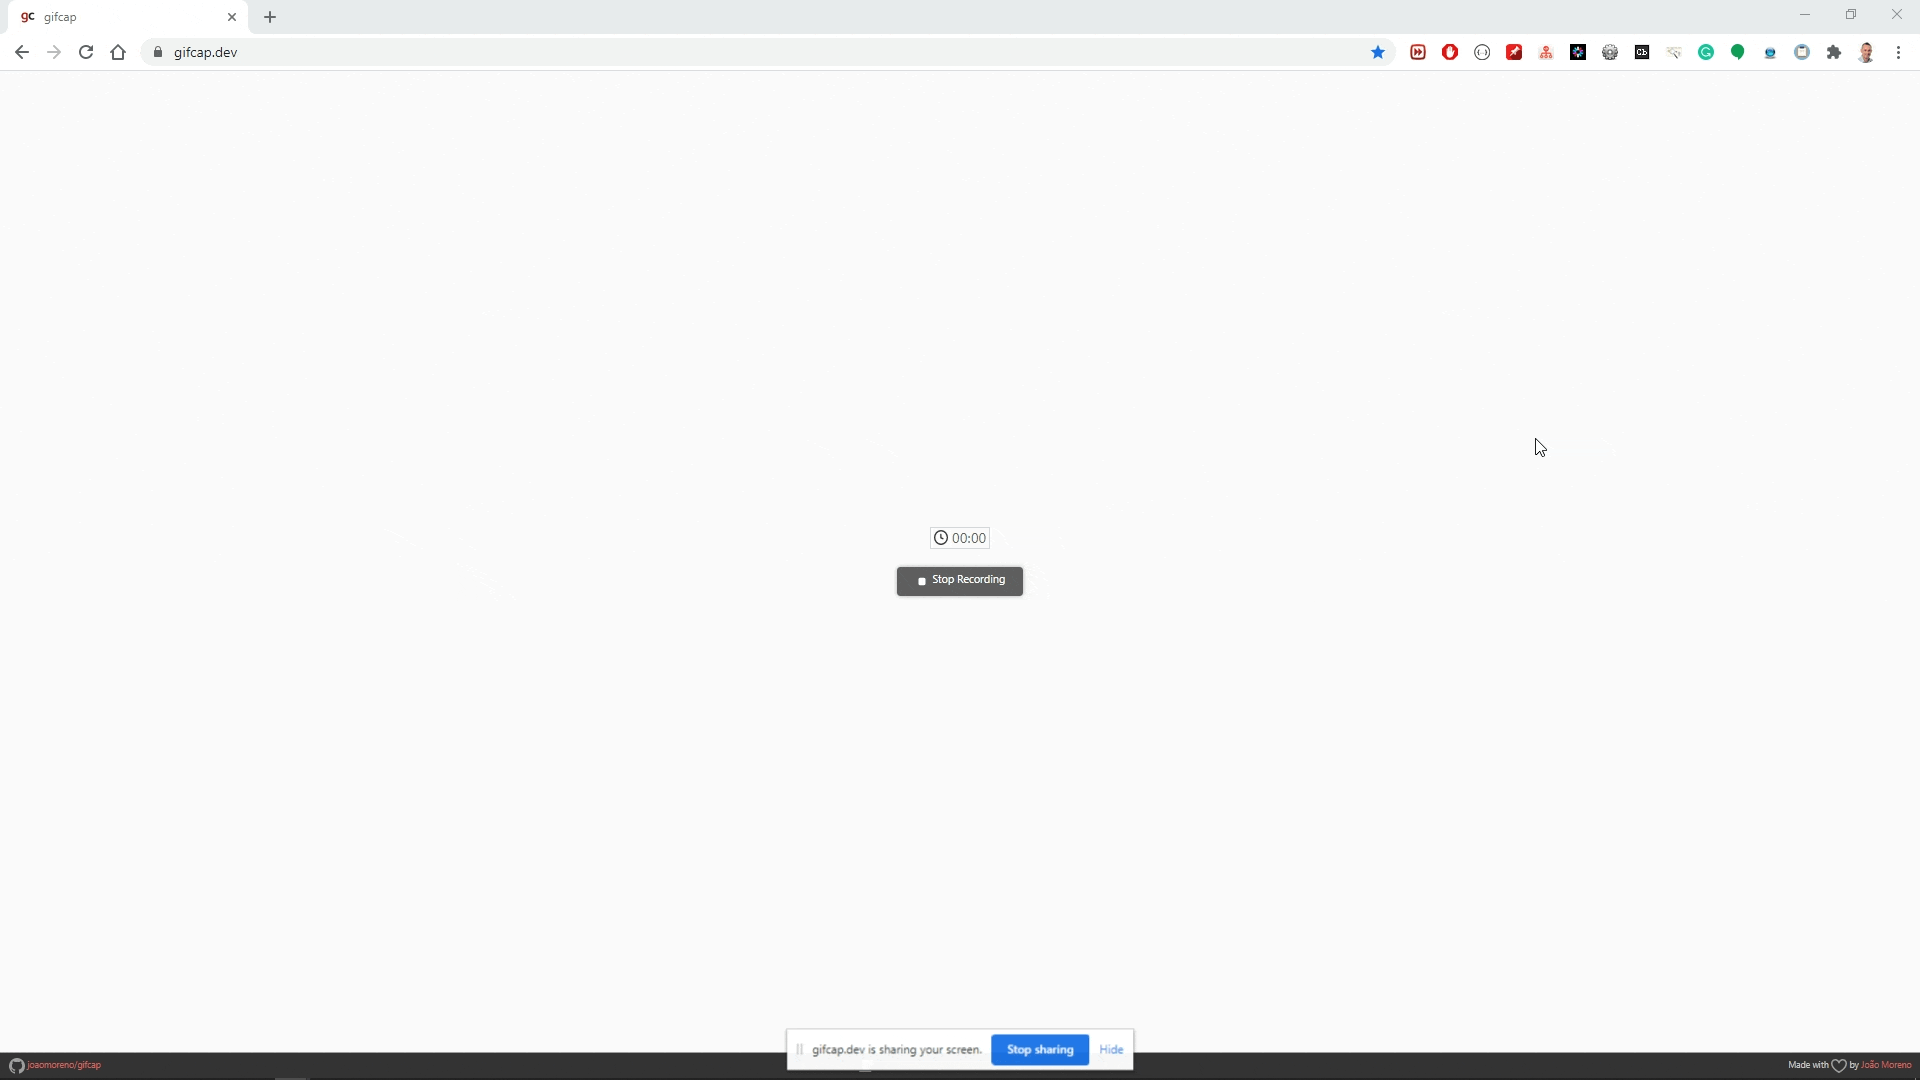 gc gifcap
gifcap.dev
Cb
00:00
Stop Recording
gifcap.dev is sharing your screen. Stop sharing Hide
joaomoreno/gifcap
Made with by João Moreno